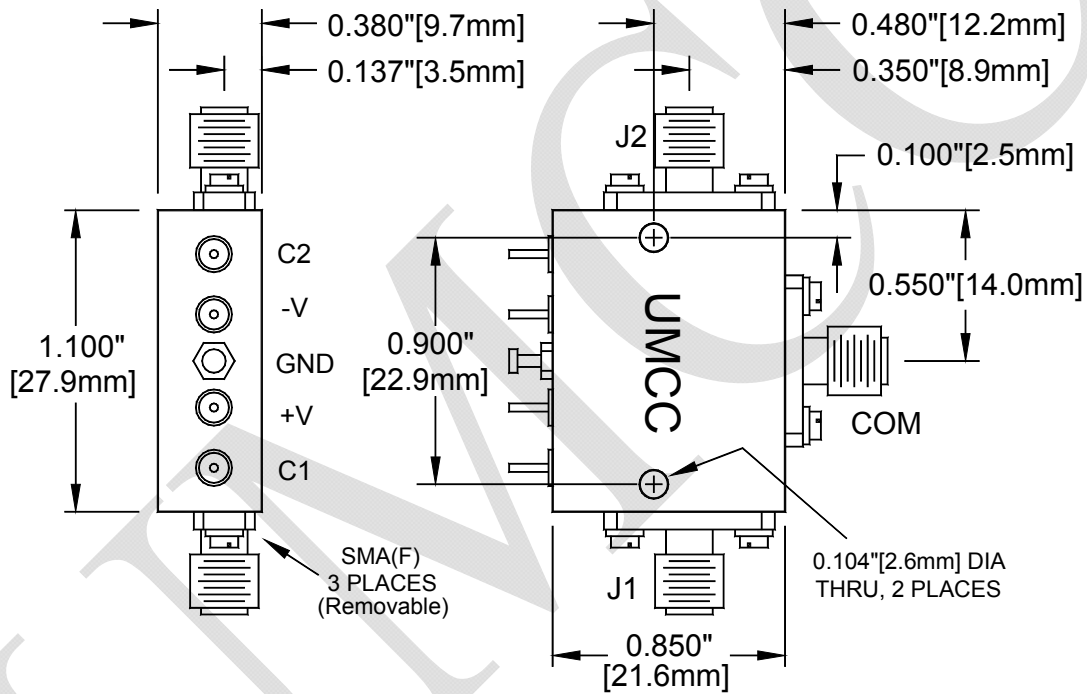 0.380"[9.7mm]
0.137"[3.5mm]
0.480"[12.2mm]
0.350"[8.9mm]
J2
0.100"[2.5mm]
C2
-V
GND
+V
C1
1.100"
[27.9mm]
0.900"
[22.9mm]
UMCC
0.550"[14.0mm]
COM
SMA(F)
3 PLACES
(Removable)
J1
0.104"[2.6mm] DIA
THRU, 2 PLACES
0.850"
[21.6mm]
UMCC